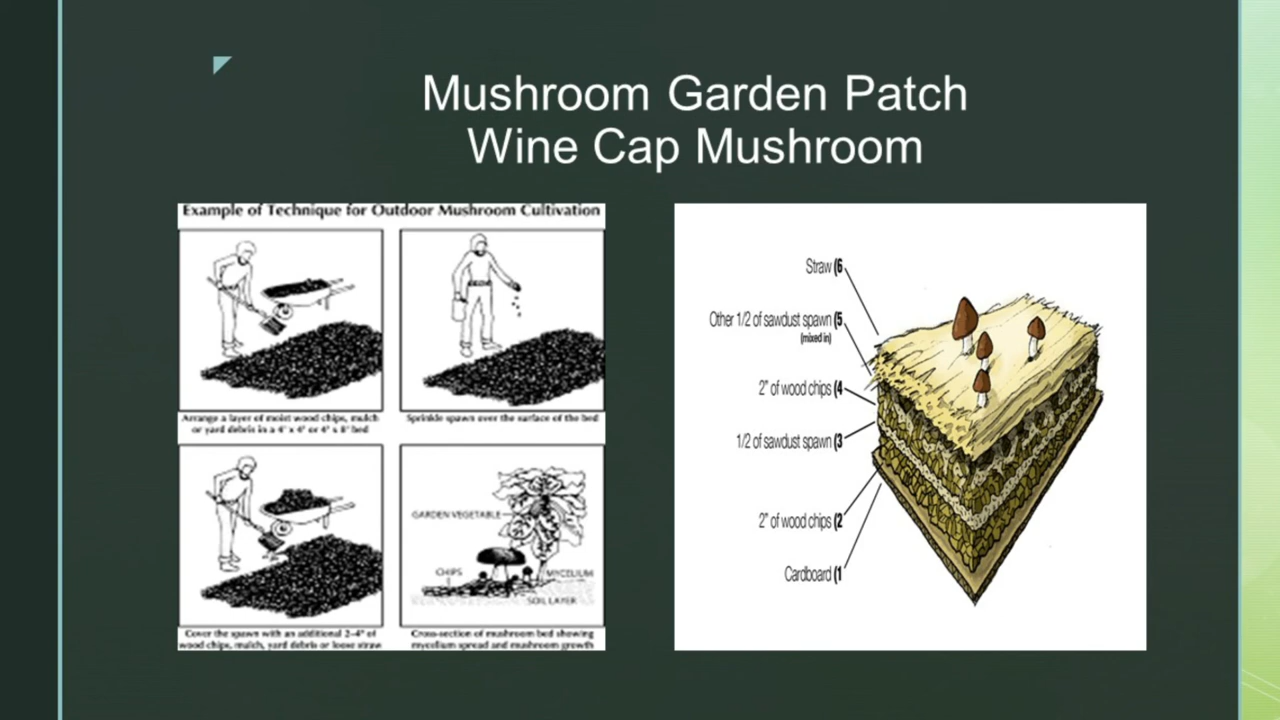 Mushroom Garden Patch
Wine Cap Mushroom
Example of Technique for Outdoor Mushroom Cultivation
Arrange a layer of moist wood chips, mulch
or yard debris in a 4' x 4' or 4' x 8' bed
Sprinkle spawn over the surface of the bed
Cover the spawn with an additional 2–4" of
wood chips, mulch, yard debris or loose straw
GARDEN VEGETABLE
CHIPS
MYCELIUM
SOIL LAYER
Cross-section of mushroom bed showing
mycelium spread and mushroom growth
Straw (6
Other 1/2 of sawdust spawn (5
(mixed in)
2" of wood chips (4
1/2 of sawdust spawn (3
2" of wood chips (2
Cardboard (1